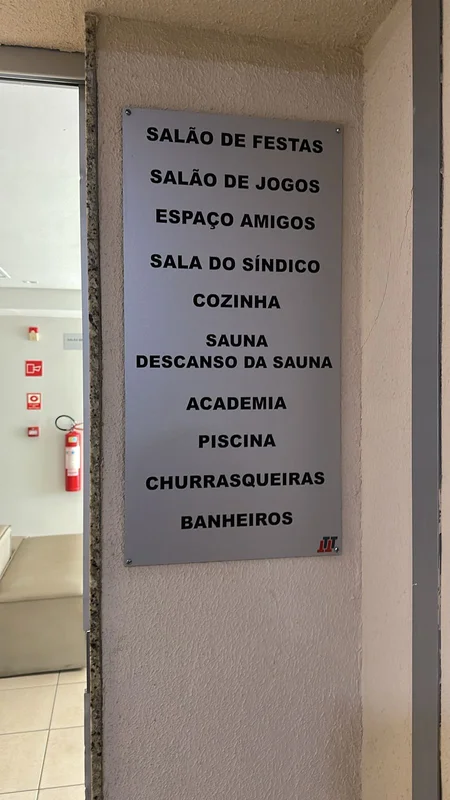 SALÃO DE FESTAS
SALÃO DE JOGOS
ESPAÇO AMIGOS
SALA DO SÍNDICO
COZINHA
SAUNA
DESCANSO DA SAUNA
ACADEMIA
PISCINA
CHURRASQUEIRAS
BANHEIROS